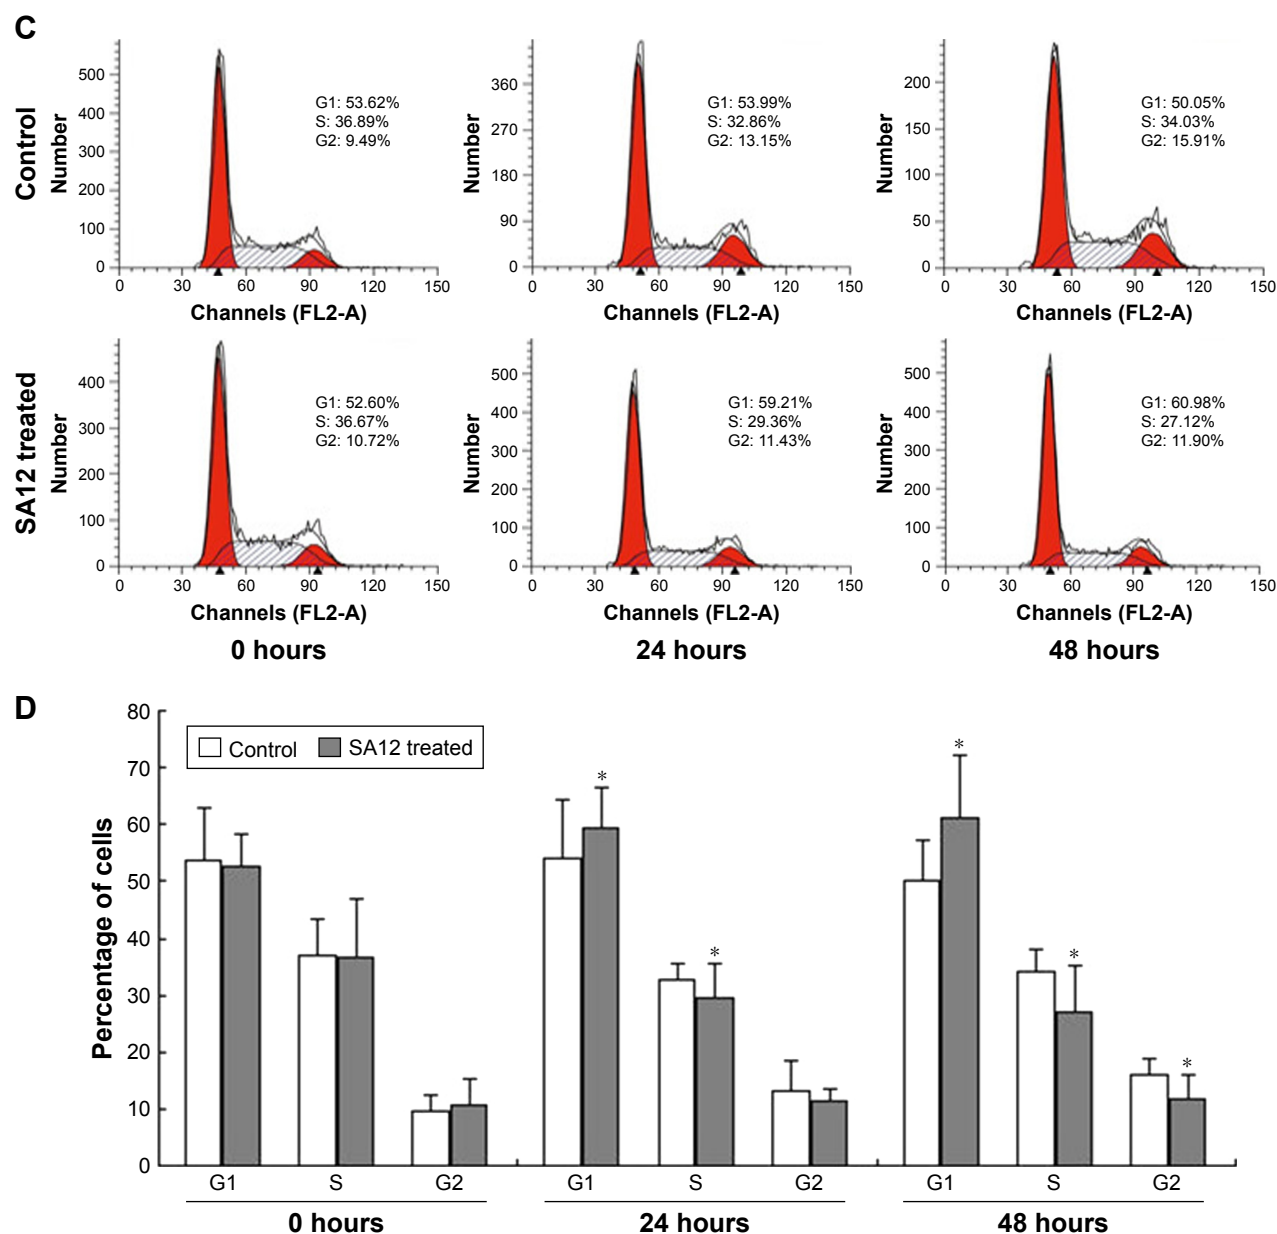 C
Control
Number
500
400
300
200
100
0
G1: 53.62%
S: 36.89%
G2: 9.49%
0 30 60 90 120 150
Channels (FL2-A)
Number
360
270
180
90
0
G1: 53.99%
S: 32.86%
G2: 13.15%
0 30 60 90 120 150
Channels (FL2-A)
Number
200
150
100
50
0
G1: 50.05%
S: 34.03%
G2: 15.91%
0 30 60 90 120 150
Channels (FL2-A)
SA12 treated
Number
400
300
200
100
0
G1: 52.60%
S: 36.67%
G2: 10.72%
0 30 60 90 120 150
Channels (FL2-A)
0 hours
Number
500
400
300
200
100
0
G1: 59.21%
S: 29.36%
G2: 11.43%
0 30 60 90 120 150
Channels (FL2-A)
24 hours
Number
500
400
300
200
100
0
G1: 60.98%
S: 27.12%
G2: 11.90%
0 30 60 90 120 150
Channels (FL2-A)
48 hours
D
Percentage of cells
80
70
60
50
40
30
20
10
0
Control SA12 treated
* * * * *
G1 S G2 G1 S G2 G1 S G2
0 hours 24 hours 48 hours